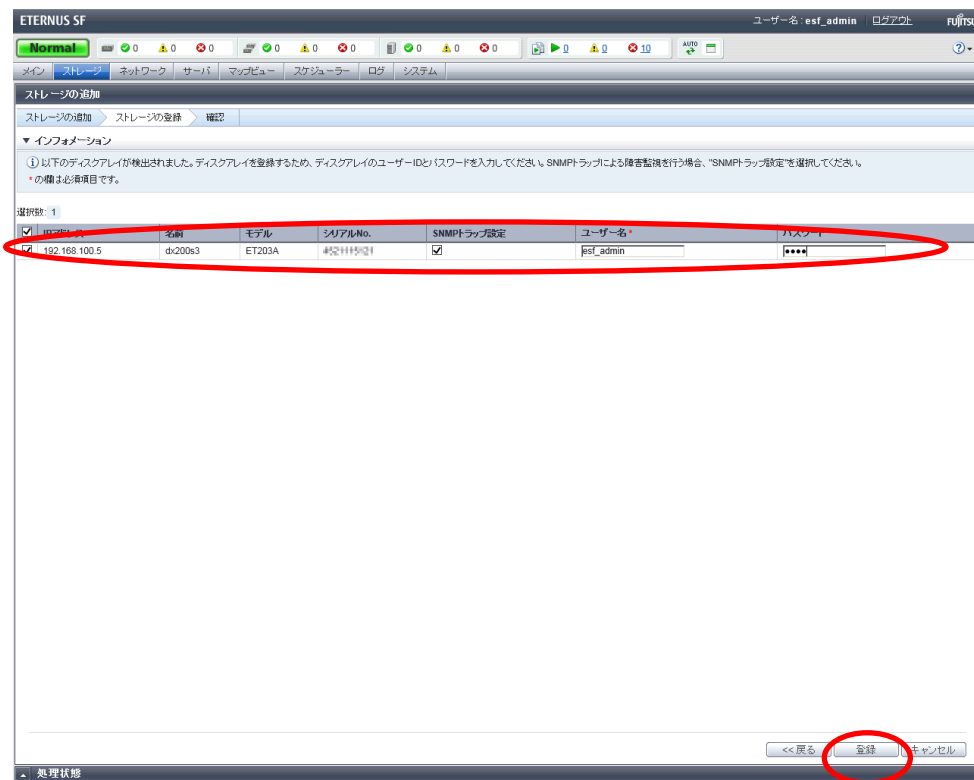 ETERNUS SF ユーザー名:esf_admin ログアウト FUJITSU
Normal 0 0 0 0 0 0 0 0 0 0 0 10 AUTO
メイン ストレージ ネットワーク サーバ マップビュー スケジューラー ログ システム
ストレージの追加
ストレージの追加 ストレージの登録 確認
インフォメーション
以下のディスクアレイが検出されました。ディスクアレイを登録するため、ディスクアレイのユーザーIDとパスワードを入力してください。SNMPトラップによる障害監視を行う場合、"SNMPトラップ設定"を選択してください。
*の欄は必須項目です。
選択数: 1
IPアドレス 名前 モデル シリアルNo. SNMPトラップ設定 ユーザー名* パスワード
192.168.100.5 dx200s3 ET203A esf_admin ••••
<<戻る 登録 キャンセル
処理状態